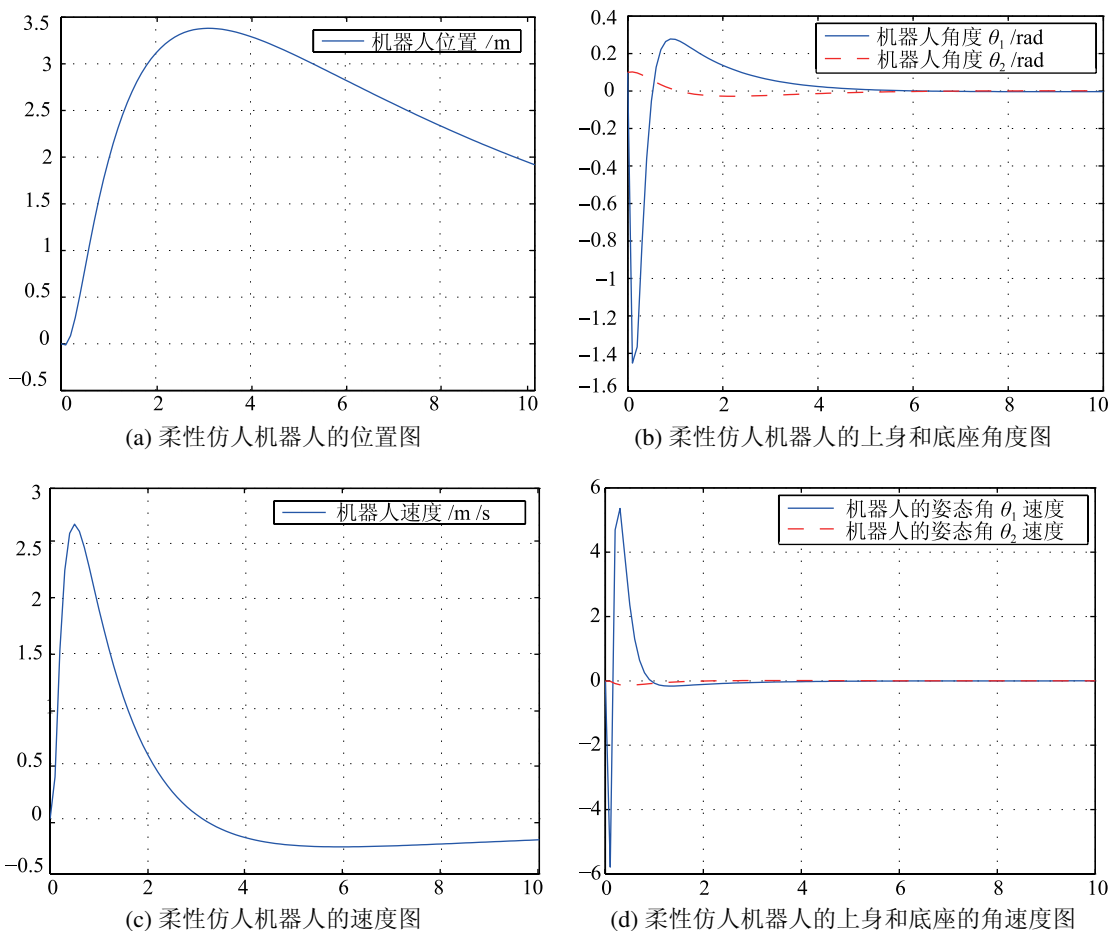 机器人位置 /m
3.5
3
2.5
2
1.5
1
0.5
0
−0.5
0 2 4 6 8 10
(a) 柔性仿人机器人的位置图
机器人角度 θ1 /rad
机器人角度 θ2 /rad
0.4
0.2
0
−0.2
−0.4
−0.6
−0.8
−1
−1.2
−1.4
−1.6
0 2 4 6 8 10
(b) 柔性仿人机器人的上身和底座角度图
机器人速度 /m /s
3
2.5
2
1.5
1
0.5
0
−0.5
0 2 4 6 8 10
(c) 柔性仿人机器人的速度图
机器人的姿态角 θ1 速度
机器人的姿态角 θ2 速度
6
4
2
0
−2
−4
−6
0 2 4 6 8 10
(d) 柔性仿人机器人的上身和底座的角速度图